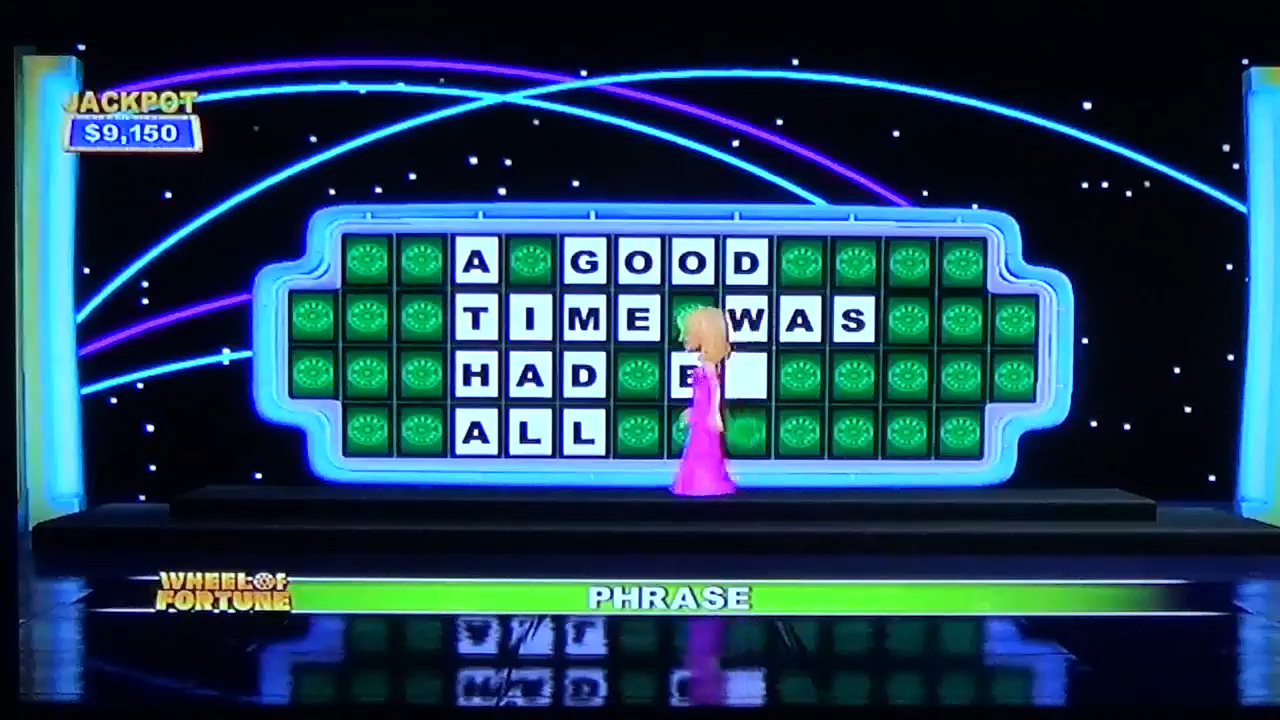 JACKPOT
$9,150
A GOOD
TIME WAS
HAD B
ALL
WHEEL OF
FORTUNE
PHRASE